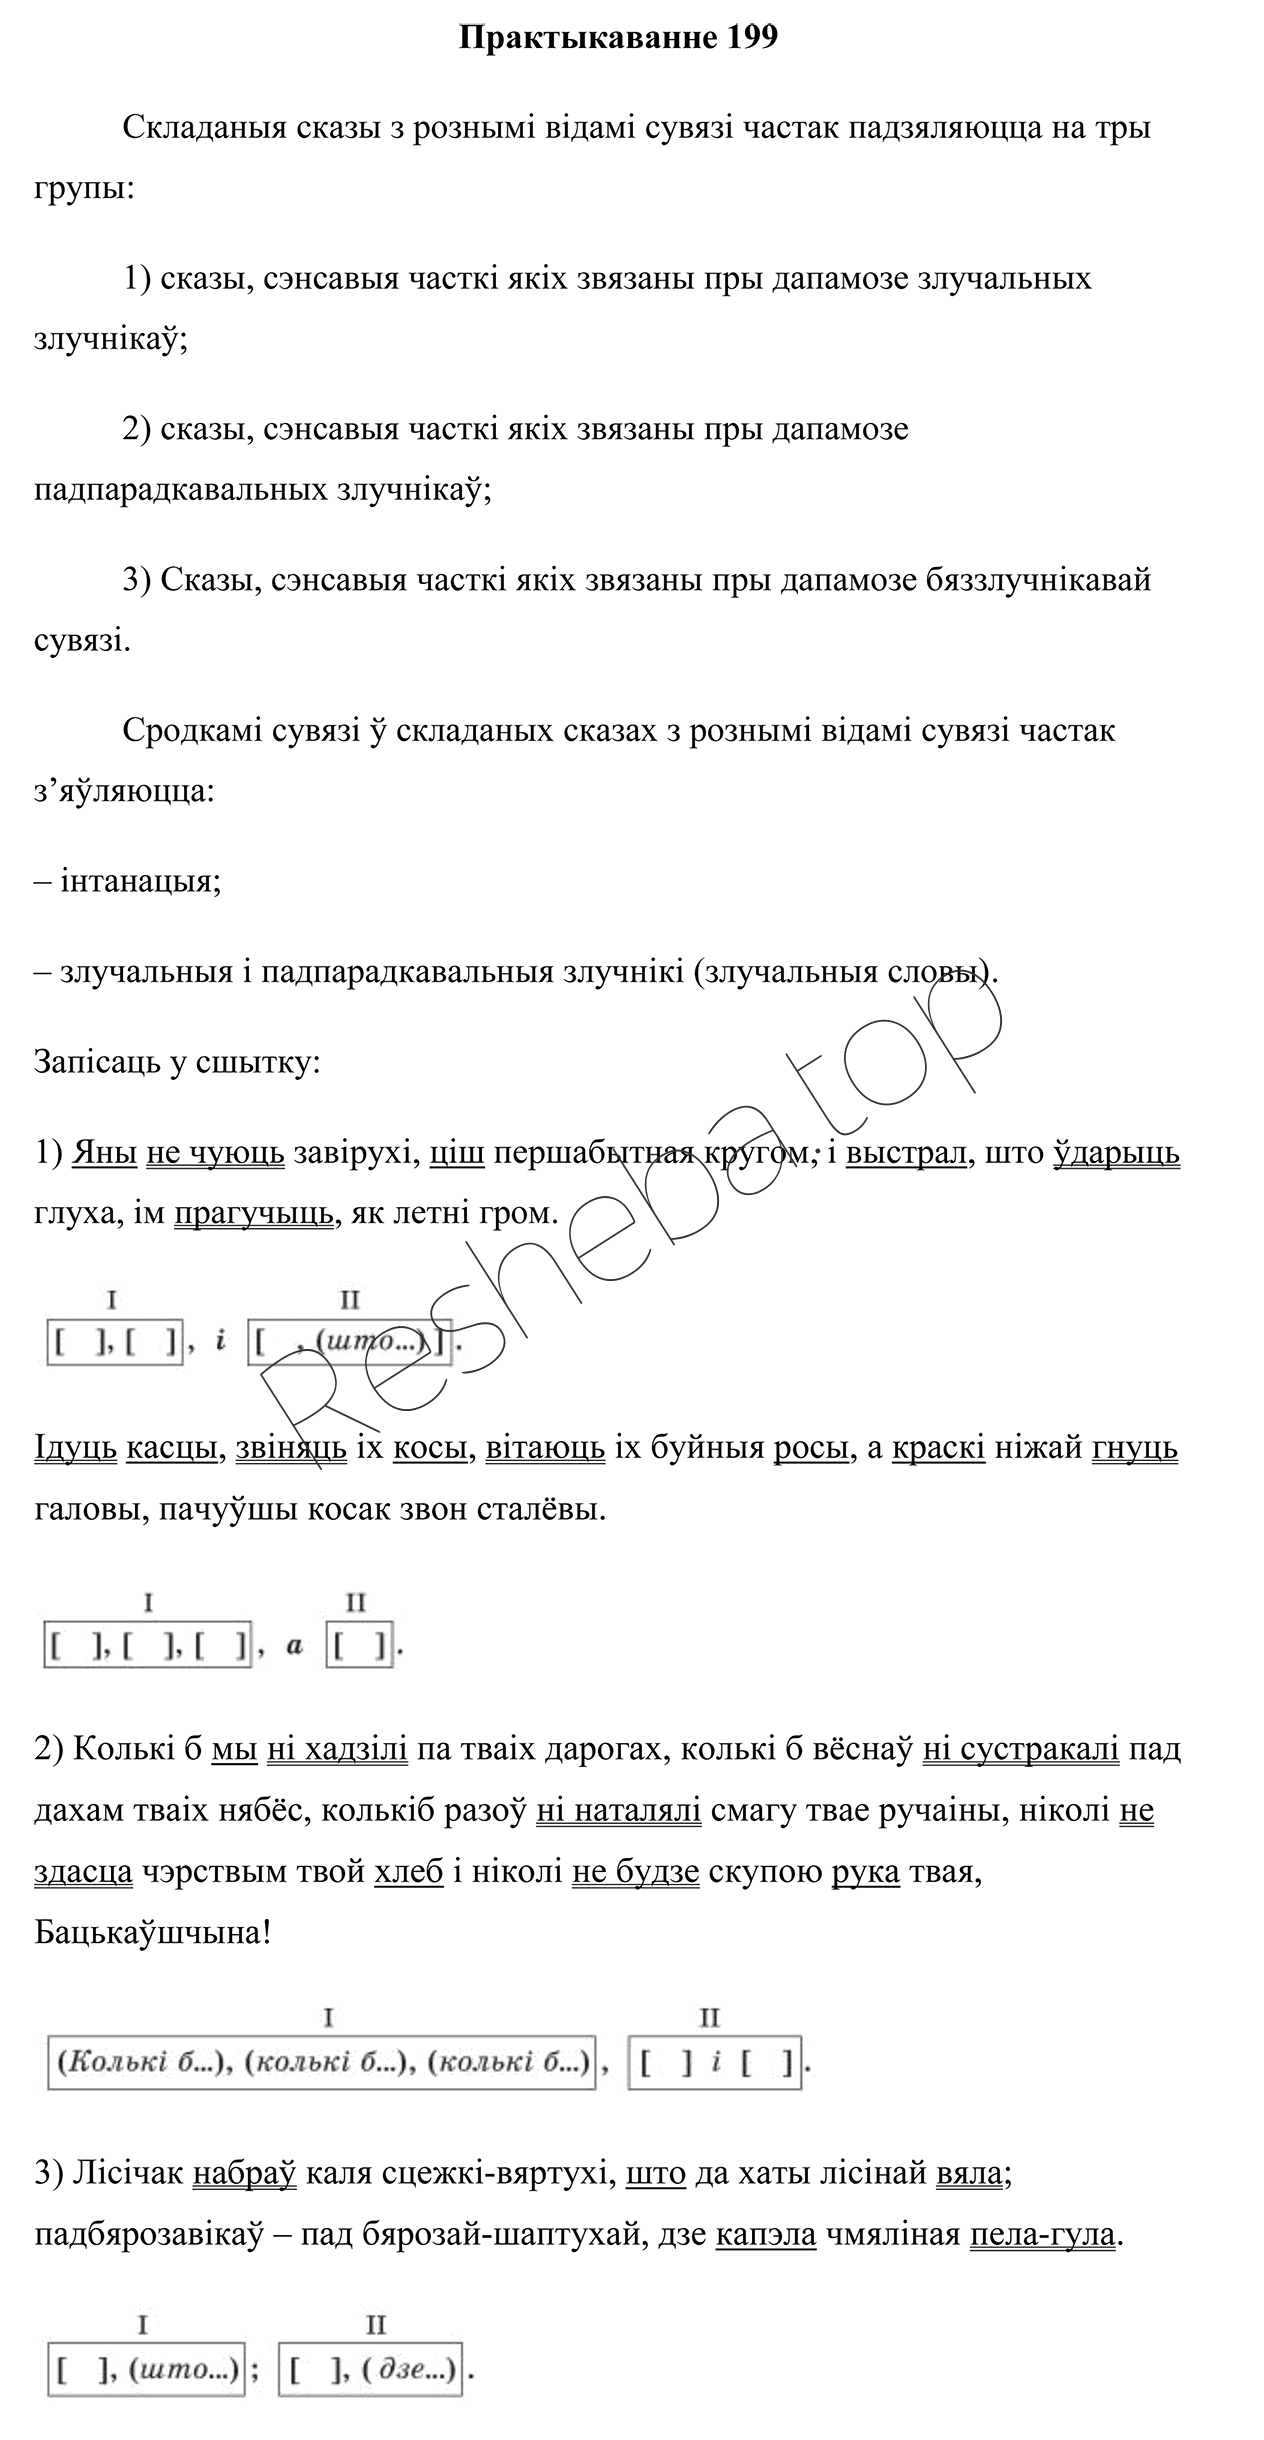 Практыкаванне 199
Складаныя сказы з рознымі відамі сувязі частак падзяляюцца на тры
групы:
1) сказы, сэнсавыя часткі якіх звязаны пры дапамозе злучальных
злучнікаў;
2) сказы, сэнсавыя часткі якіх звязаны пры дапамозе
падпарадкавальных злучнікаў;
3) Сказы, сэнсавыя часткі якіх звязаны пры дапамозе бяззлучнікавай
сувязі.
Сродкамі сувязі ў складаных сказах з рознымі відамі сувязі частак
з’яўляюцца:
– інтанацыя;
– злучальныя і падпарадкавальныя злучнікі (злучальныя словы).
Запісаць у сшытку:
1) Яны не чуюць завірухі, ціш першабытная кругом; і выстрал, што ўдарыць
глуха, ім прагучыць, як летні гром.
I II
[ ], [ ], і [ , (што...) ].
Ідуць касцы, звіняць іх косы, вітаюць іх буйныя росы, а краскі ніжай гнуць
галовы, пачуўшы косак звон сталёвы.
I II
[ ], [ ], [ ], а [ ].
2) Колькі б мы ні хадзілі па тваіх дарогах, колькі б вёснаў ні сустракалі пад
дахам тваіх нябёс, колькіб разоў ні наталялі смагу твае ручаіны, ніколі не
здасца чэрствым твой хлеб і ніколі не будзе скупою рука твая,
Бацькаўшчына!
I II
(Колькі б...), (колькі б...), (колькі б...), [ ] і [ ].
3) Лісічак набраў каля сцежкі-вяртухі, што да хаты лісінай вяла;
падбярозавікаў – пад бярозай-шаптухай, дзе капэла чмяліная пела-гула.
I II
[ ], (што...); [ ], ( дзе...).
Resheba top